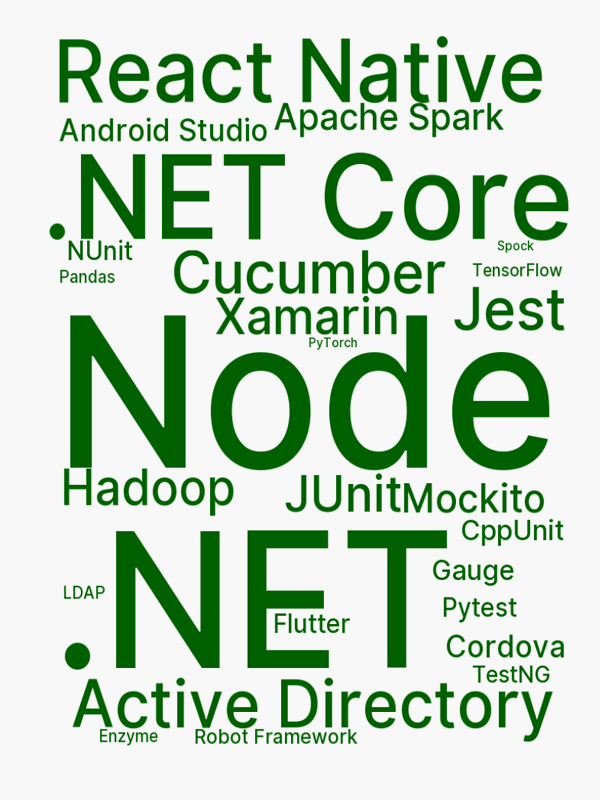 React Native
Android Studio
Apache Spark
.NET Core
NUnit
Spock
Pandas
Cucumber
TensorFlow
Xamarin
Jest
PyTorch
Node
Hadoop
JUnit
Mockito
CppUnit
.NET
Gauge
LDAP
Pytest
Flutter
Cordova
TestNG
Active Directory
Enzyme
Robot Framework